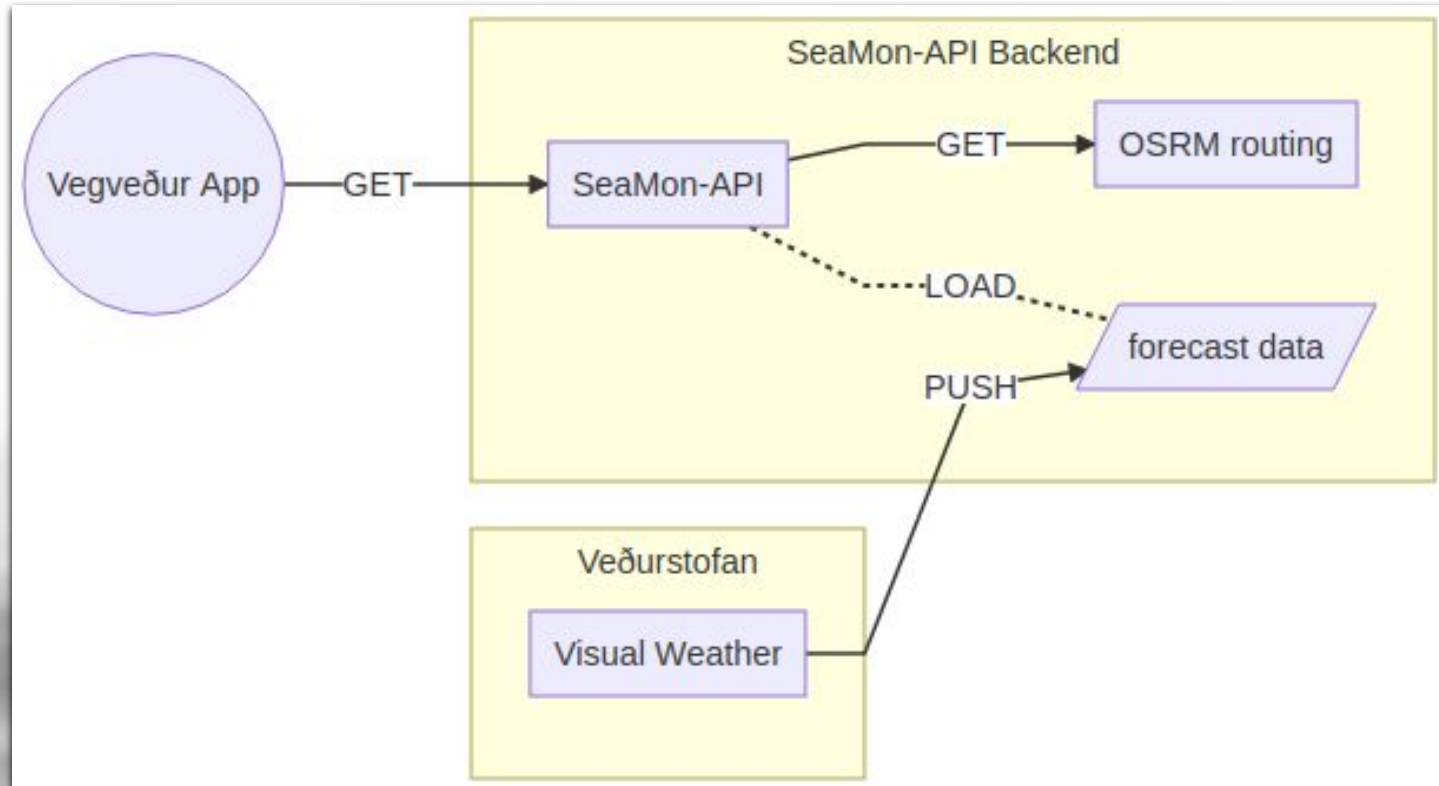 SeaMon-API Backend
Vegveður App
GET
SeaMon-API
GET
OSRM routing
LOAD
forecast data
PUSH
Veðurstofan
Visual Weather